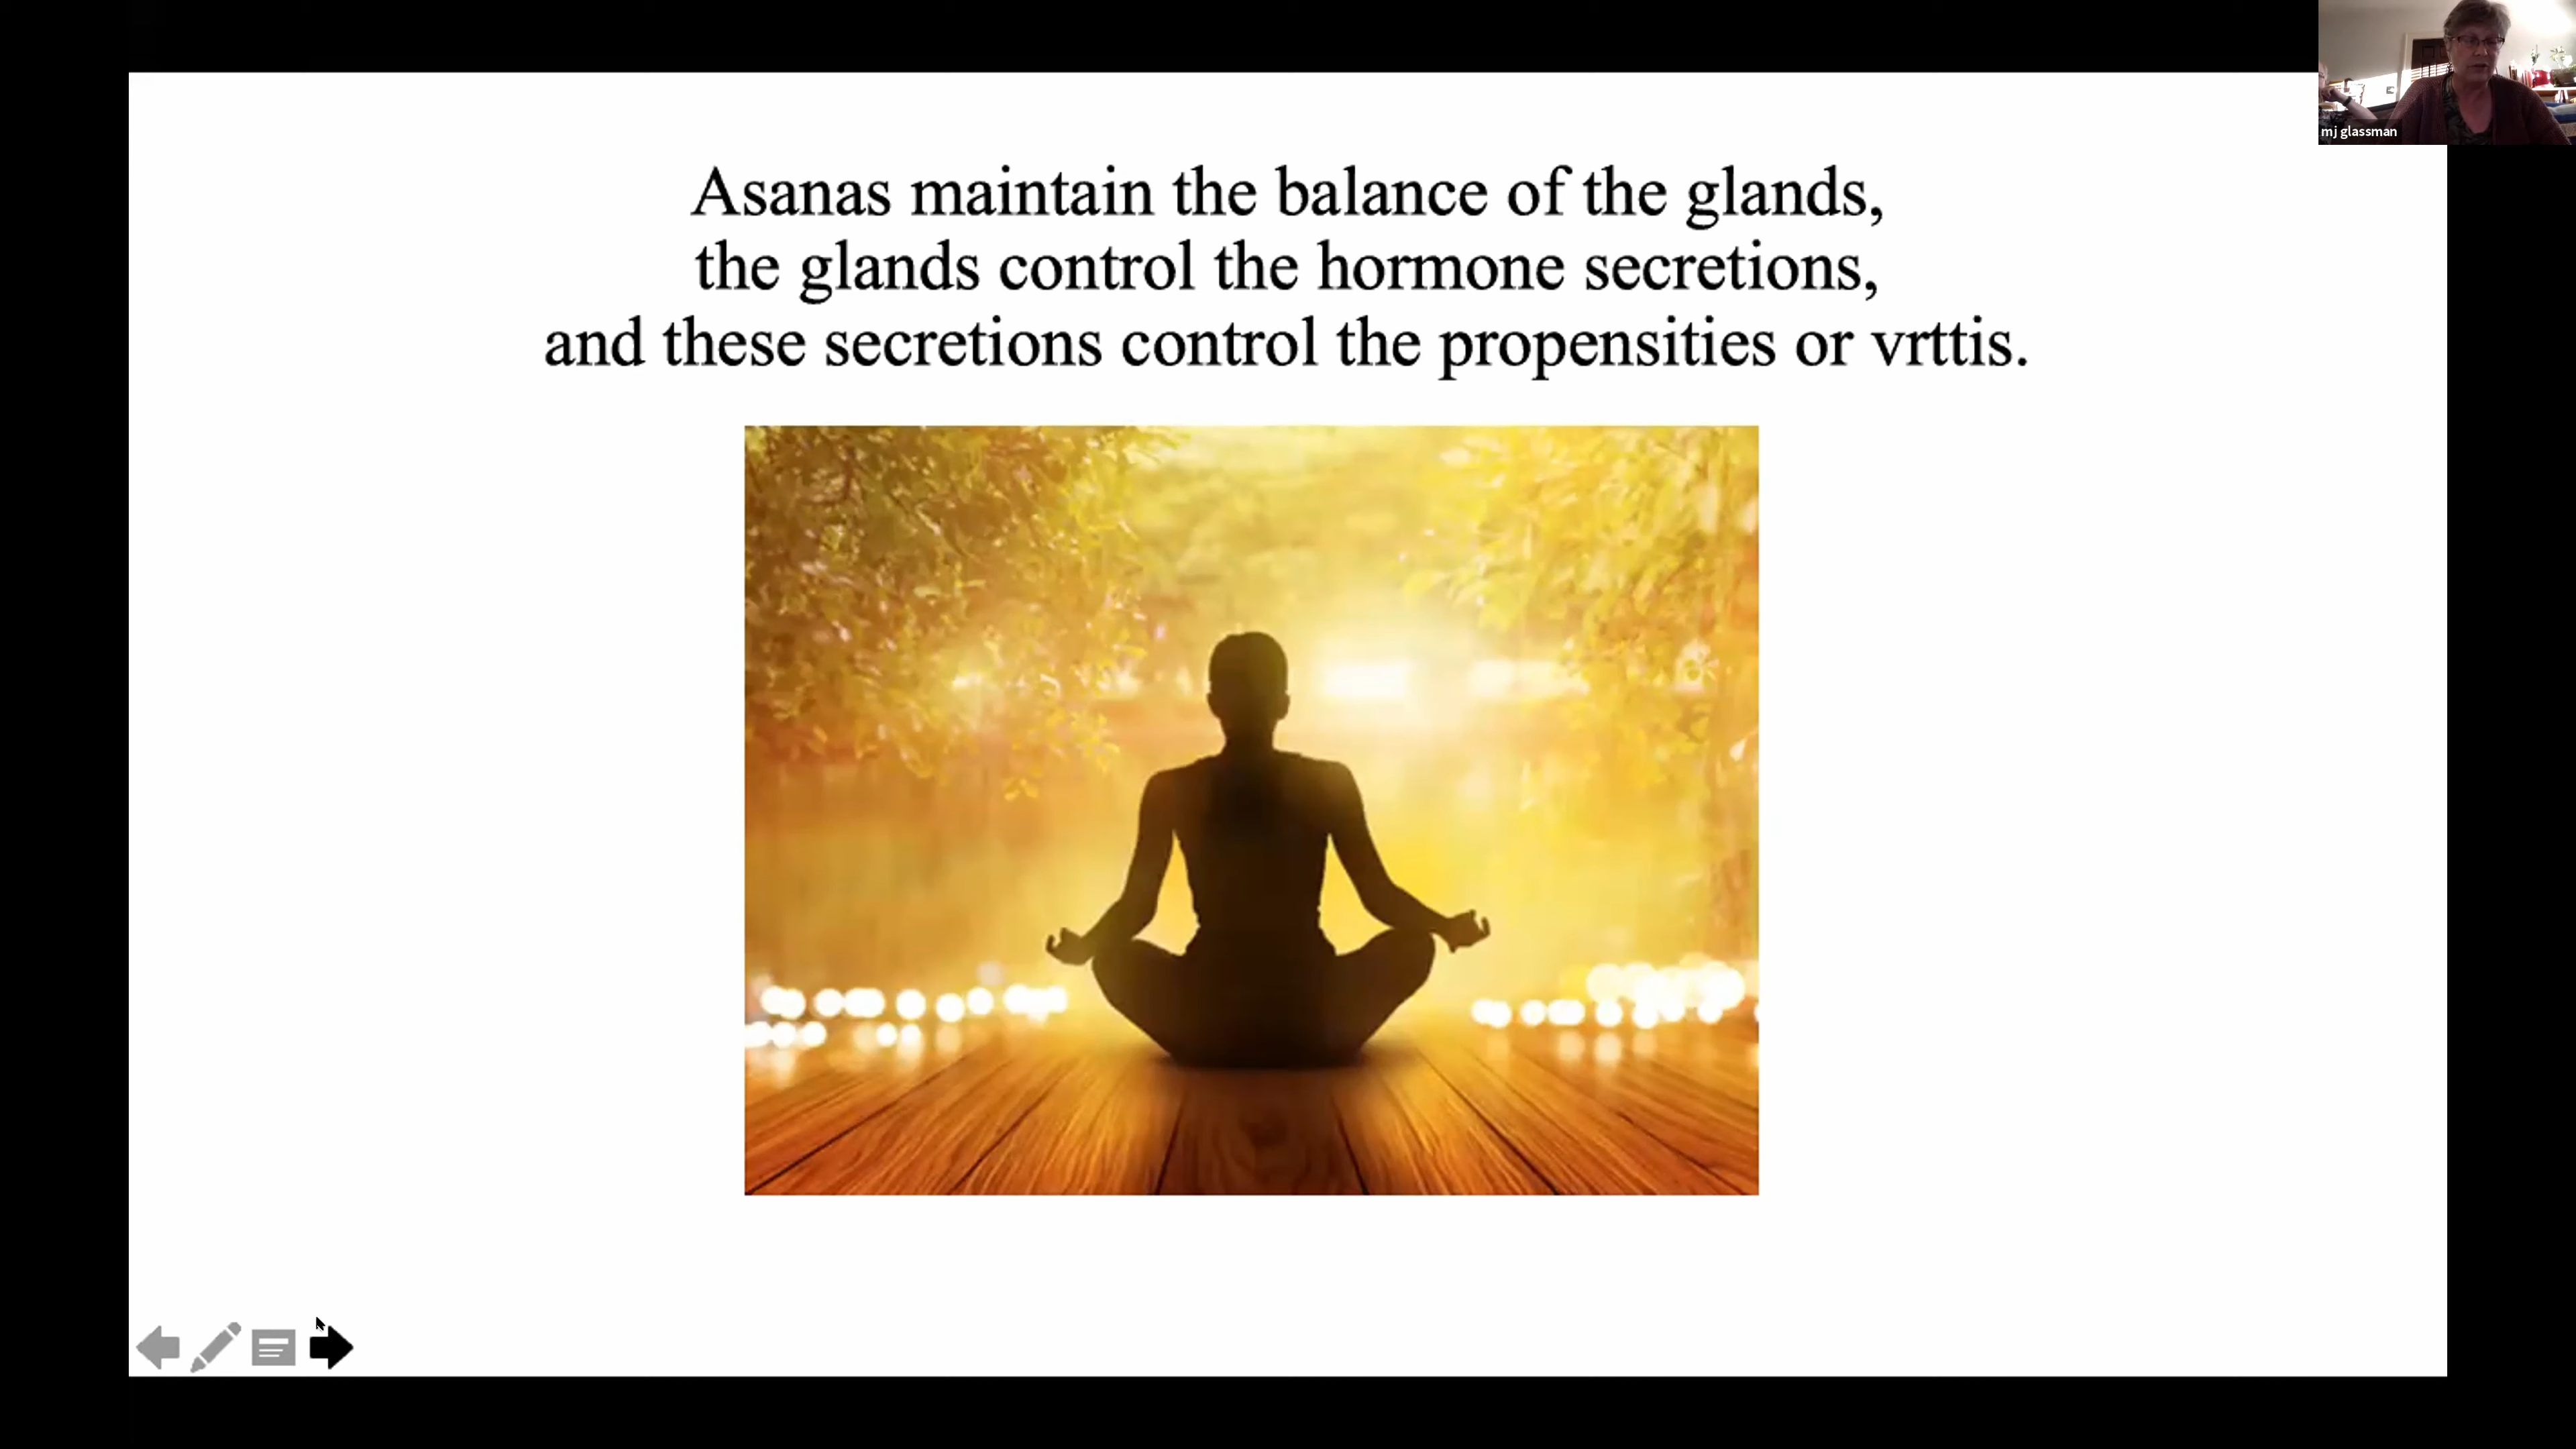 mj glassman
Asanas maintain the balance of the glands,
the glands control the hormone secretions,
and these secretions control the propensities or vrttis.